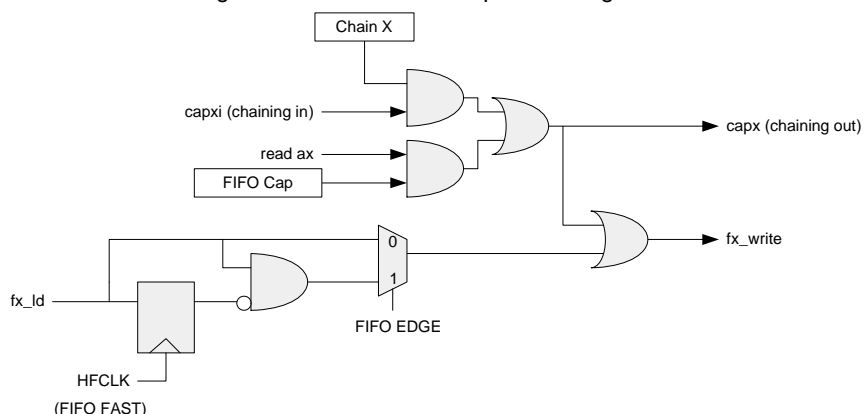 Chain X
capxi (chaining in)
capx (chaining out)
read ax
FIFO Cap
fx_write
0
1
fx_ld
FIFO EDGE
HFCLK
(FIFO FAST)